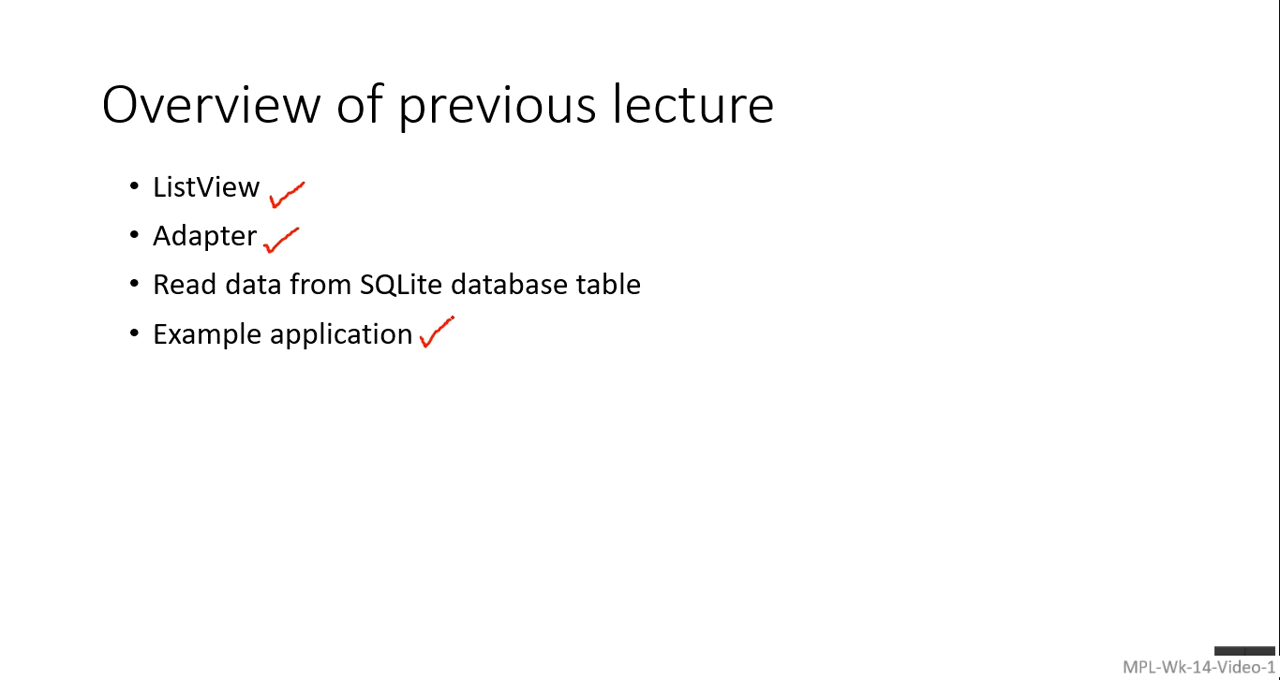 Overview of previous lecture
• ListView
• Adapter
• Read data from SQLite database table
• Example application
MPL-Wk-14-Video-1